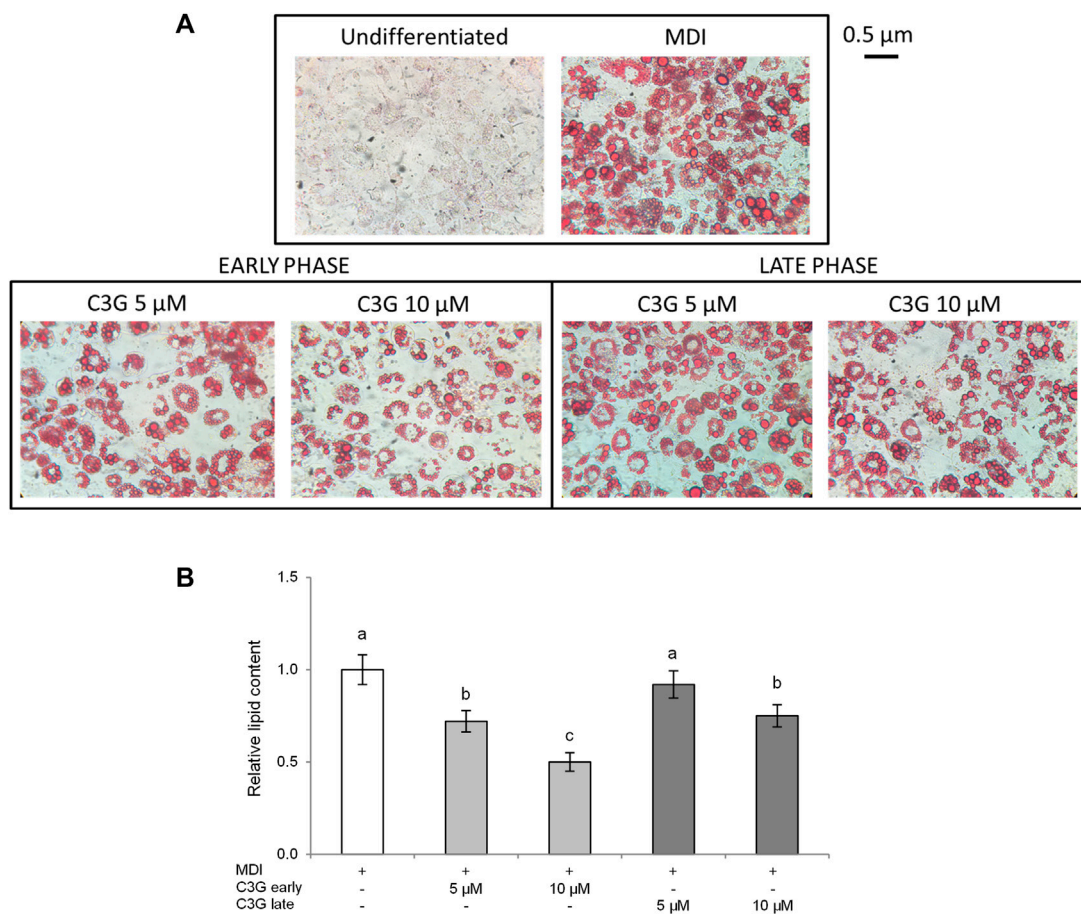 A
Undifferentiated MDI 0.5 µm
EARLY PHASE LATE PHASE
C3G 5 µM C3G 10 µM C3G 5 µM C3G 10 µM
B
1.5
1.0
0.5
0.0
Relative lipid content
a
b
c
a
b
MDI + + + + +
C3G early - 5 µM 10 µM - -
C3G late - - - 5 µM 10 µM